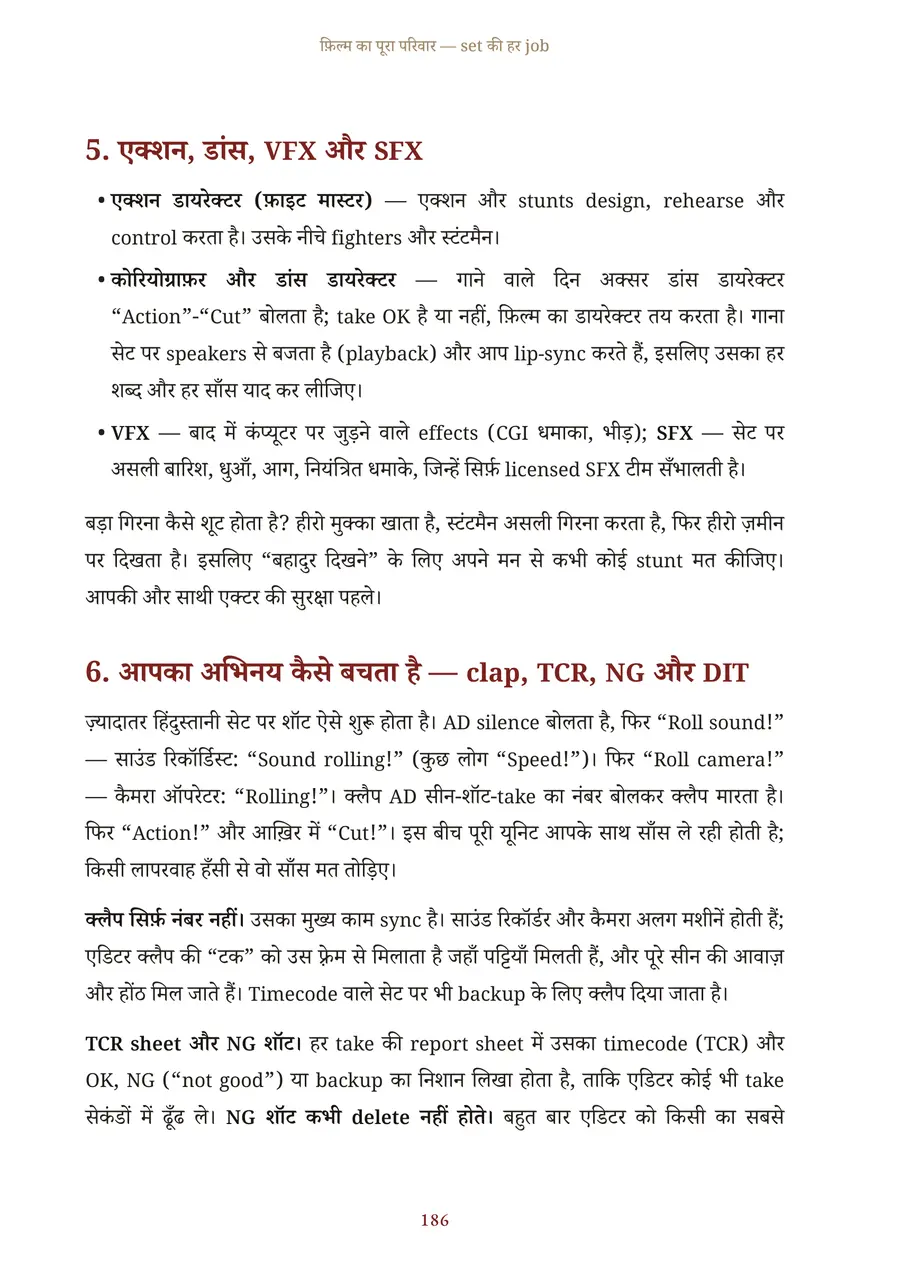 फ़िल्म का पूरा परिवार — set की हर job
5. एक्शन, डांस, VFX और SFX
• एक्शन डायरेक्टर (फ़ाइट मास्टर) — एक्शन और stunts design, rehearse और
control करता है। उसके नीचे fighters और स्टंटमैन।
• कोरियोग्राफ़र और डांस डायरेक्टर — गाने वाले दिन अक्सर डांस डायरेक्टर
“Action”-“Cut” बोलता है; take OK है या नहीं, फ़िल्म का डायरेक्टर तय करता है। गाना
सेट पर speakers से बजता है (playback) और आप lip-sync करते हैं, इसलिए उसका हर
शब्द और हर साँस याद कर लीजिए।
• VFX — बाद में कंप्यूटर पर जुड़ने वाले effects (CGI धमाका, भीड़); SFX — सेट पर
असली बारिश, धुआँ, आग, नियंत्रित धमाके, जिन्हें सिर्फ़ licensed SFX टीम सँभालती है।
बड़ा गिरना कैसे शूट होता है? हीरो मुक्का खाता है, स्टंटमैन असली गिरना करता है, फिर हीरो ज़मीन
पर दिखता है। इसलिए “बहादुर दिखने” के लिए अपने मन से कभी कोई stunt मत कीजिए।
आपकी और साथी एक्टर की सुरक्षा पहले।
6. आपका अभिनय कैसे बचता है — clap, TCR, NG और DIT
ज़्यादातर हिंदुस्तानी सेट पर शॉट ऐसे शुरू होता है। AD silence बोलता है, फिर “Roll sound!”
— साउंड रिकॉर्डिस्ट: “Sound rolling!” (कुछ लोग “Speed!”)। फिर “Roll camera!”
— कैमरा ऑपरेटर: “Rolling!”। क्लैप AD सीन-शॉट-take का नंबर बोलकर क्लैप मारता है।
फिर “Action!” और आख़िर में “Cut!”। इस बीच पूरी यूनिट आपके साथ साँस ले रही होती है;
किसी लापरवाह हँसी से वो साँस मत तोड़िए।
क्लैप सिर्फ़ नंबर नहीं। उसका मुख्य काम sync है। साउंड रिकॉर्डर और कैमरा अलग मशीनें होती हैं;
एडिटर क्लैप की “टक” को उस फ़्रेम से मिलाता है जहाँ पट्टियाँ मिलती हैं, और पूरे सीन की आवाज़
और होंठ मिल जाते हैं। Timecode वाले सेट पर भी backup के लिए क्लैप दिया जाता है।
TCR sheet और NG शॉट। हर take की report sheet में उसका timecode (TCR) और
OK, NG (“not good”) या backup का निशान लिखा होता है, ताकि एडिटर कोई भी take
सेकंडों में ढूँढ ले। NG शॉट कभी delete नहीं होते। बहुत बार एडिटर को किसी का सबसे
186